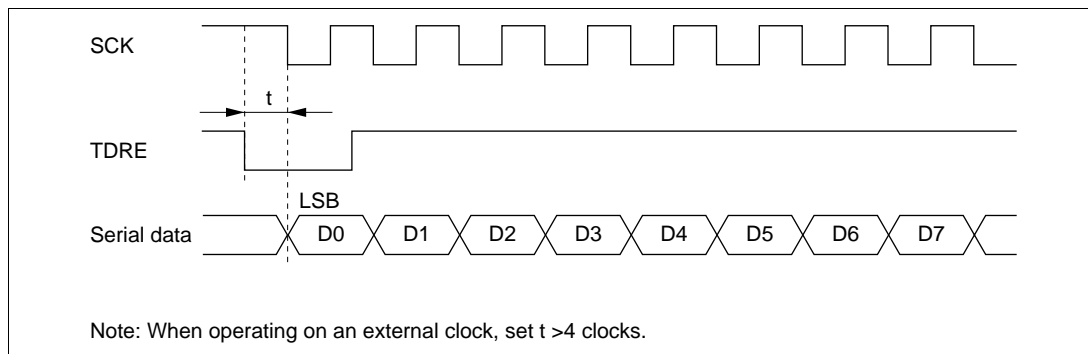 SCK
t
TDRE
LSB
Serial data D0 D1 D2 D3 D4 D5 D6 D7
Note: When operating on an external clock, set t >4 clocks.